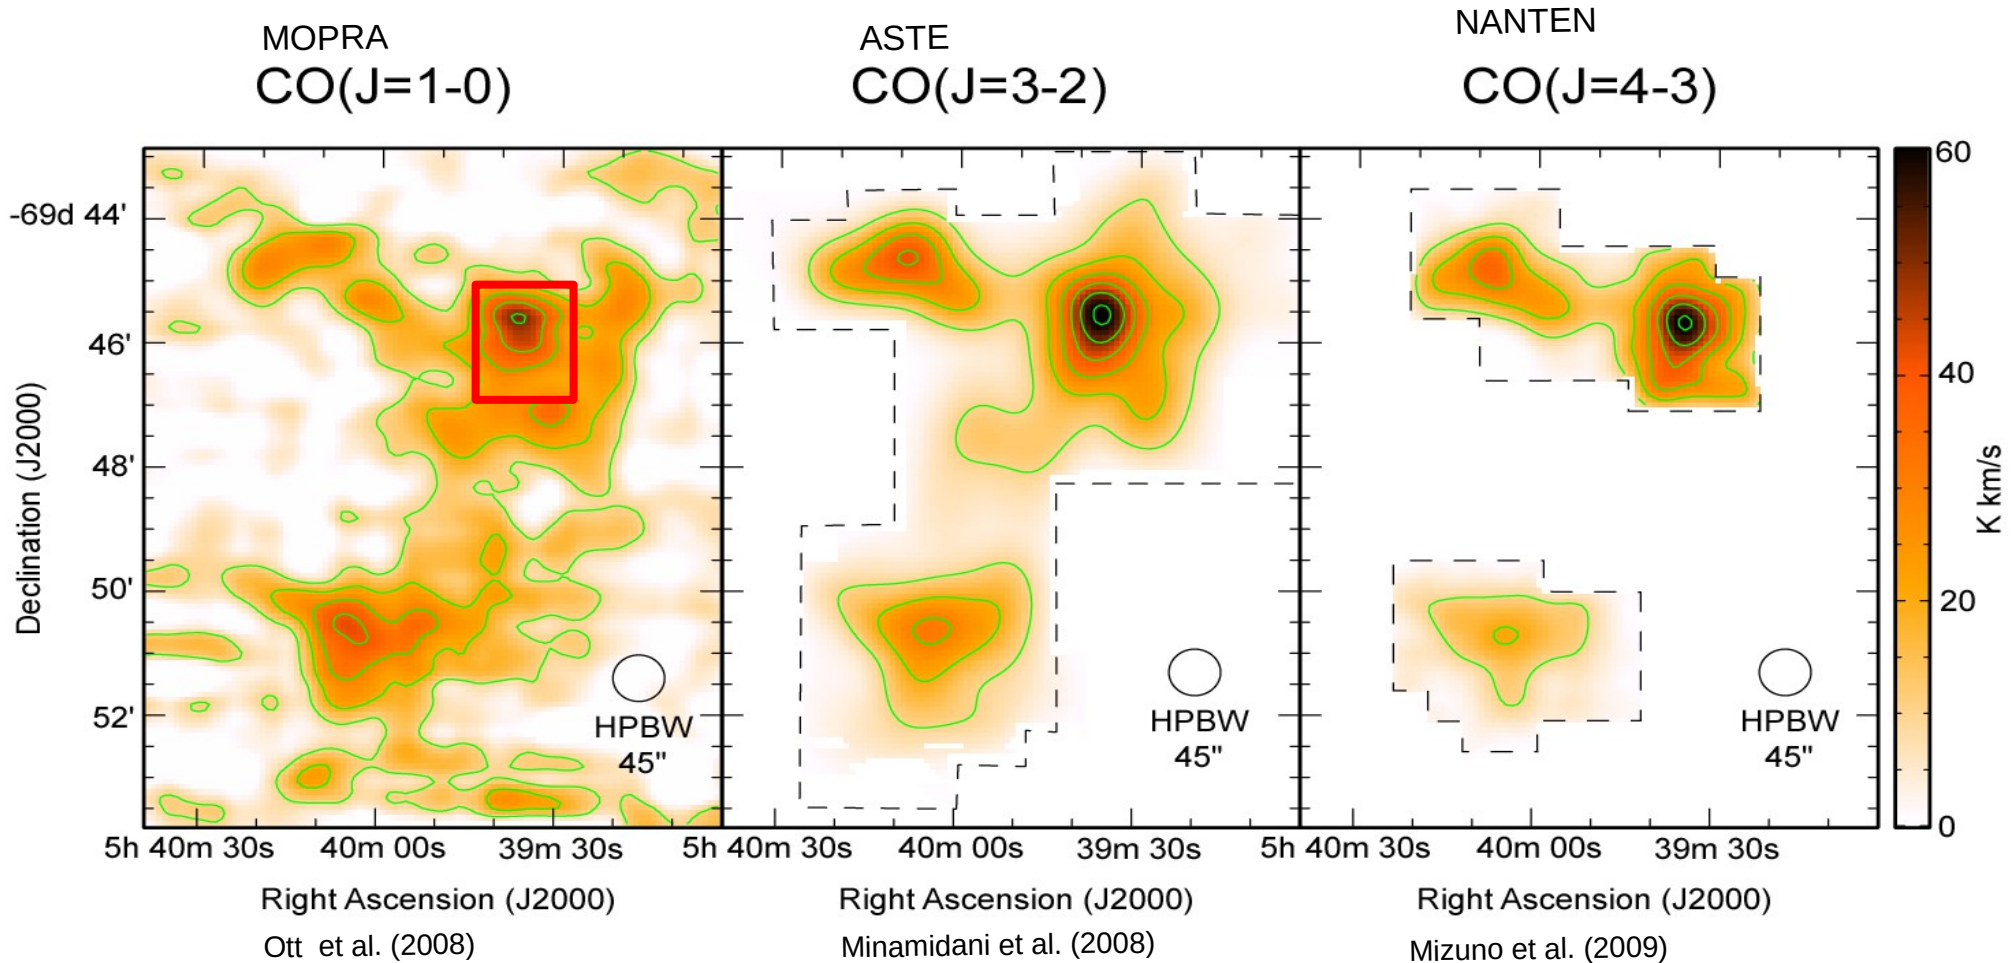 MOPRA
CO(J=1-0)
ASTE
CO(J=3-2)
NANTEN
CO(J=4-3)
Declination (J2000)
-69d 44'
46'
48'
50'
52'
HPBW
45"
HPBW
45"
HPBW
45"
60
40
20
0
K km/s
5h 40m 30s
40m 00s
39m 30s
5h 40m 30s
40m 00s
39m 30s
5h 40m 30s
40m 00s
39m 30s
Right Ascension (J2000)
Right Ascension (J2000)
Right Ascension (J2000)
Ott et al. (2008)
Minamidani et al. (2008)
Mizuno et al. (2009)